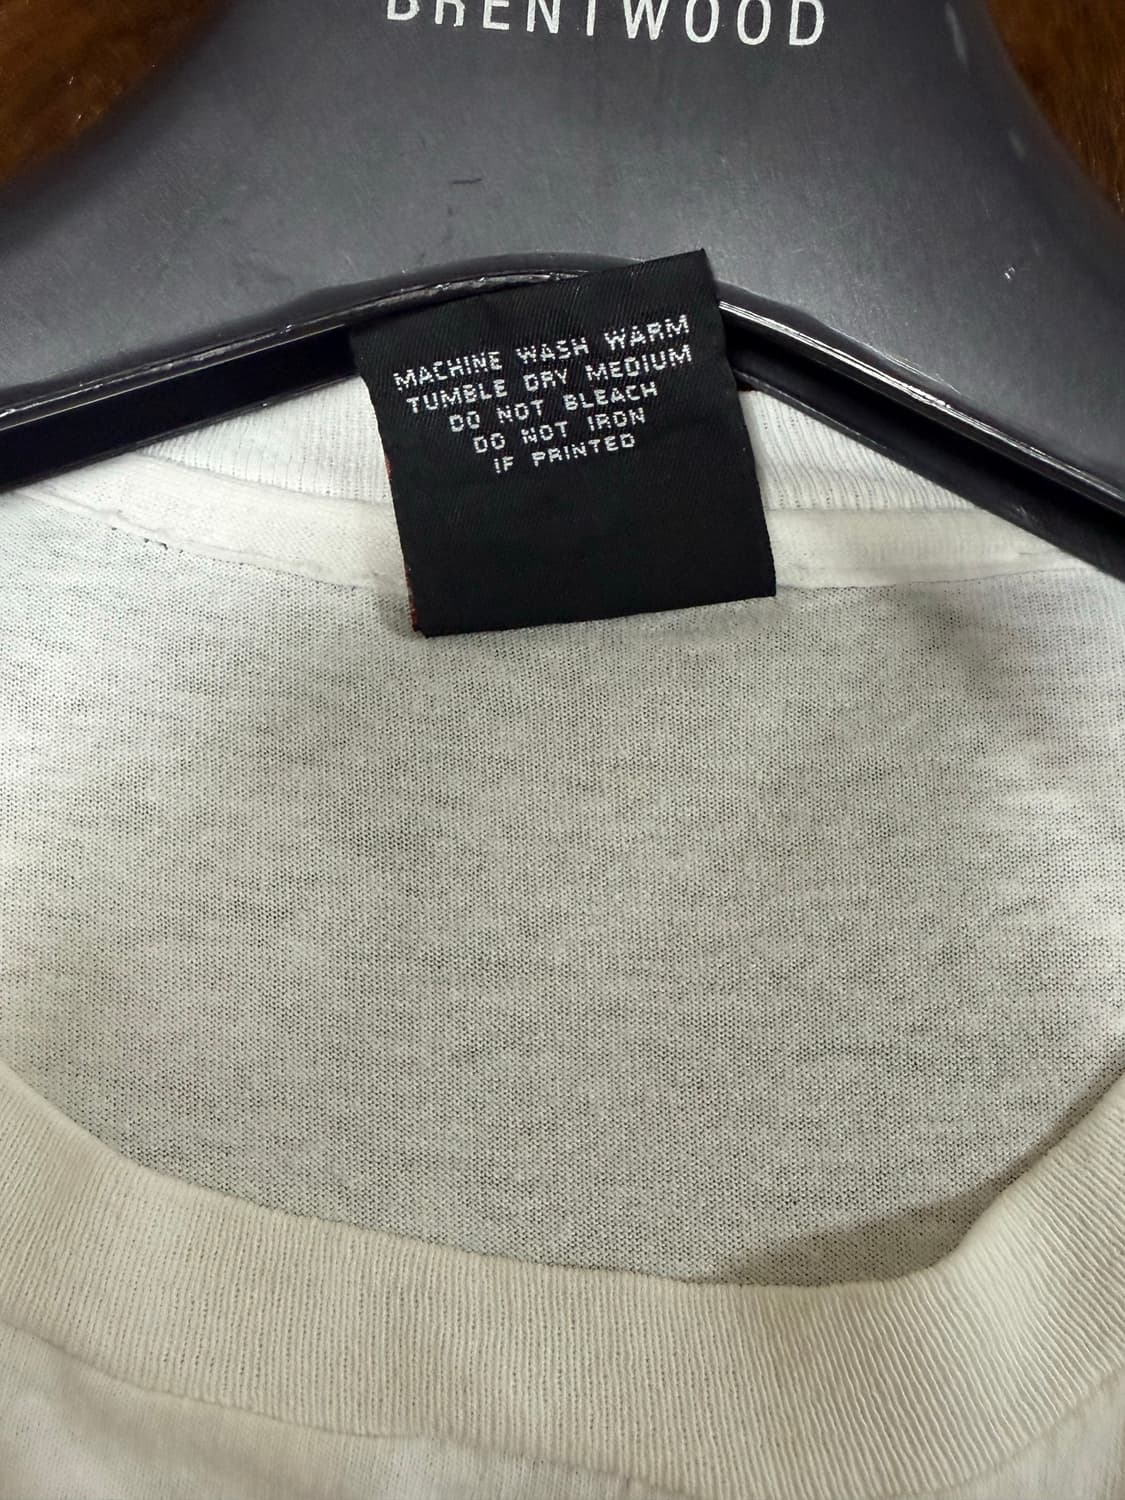 BRENTWOOD
MACHINE WASH WARM
TUMBLE DRY MEDIUM
DO NOT BLEACH
DO NOT IRON
IF PRINTED